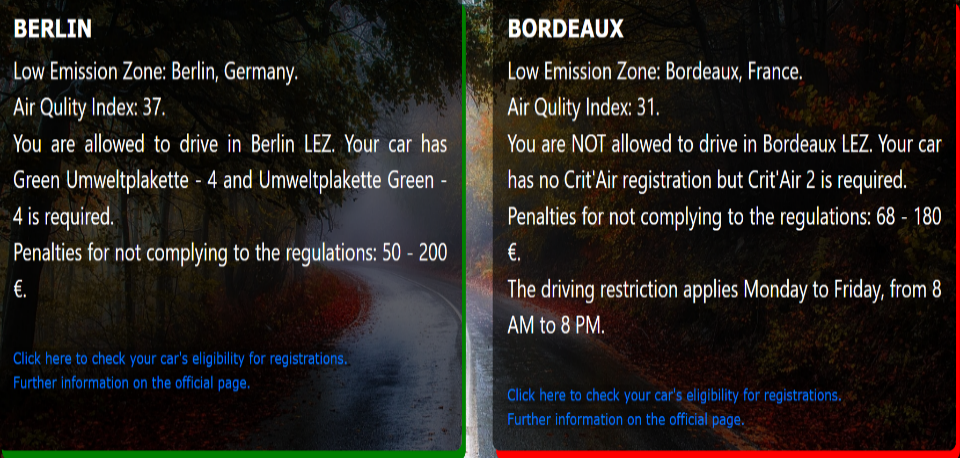 BERLIN
Low Emission Zone: Berlin, Germany.
Air Qulity Index: 37.
You are allowed to drive in Berlin LEZ. Your car has
Green Umweltplakette - 4 and Umweltplakette Green -
4 is required.
Penalties for not complying to the regulations: 50 - 200
€.
Click here to check your car's eligibility for registrations.
Further information on the official page.
BORDEAUX
Low Emission Zone: Bordeaux, France.
Air Qulity Index: 31.
You are NOT allowed to drive in Bordeaux LEZ. Your car
has no Crit'Air registration but Crit'Air 2 is required.
Penalties for not complying to the regulations: 68 - 180
€.
The driving restriction applies Monday to Friday, from 8
AM to 8 PM.
Click here to check your car's eligibility for registrations.
Further information on the official page.